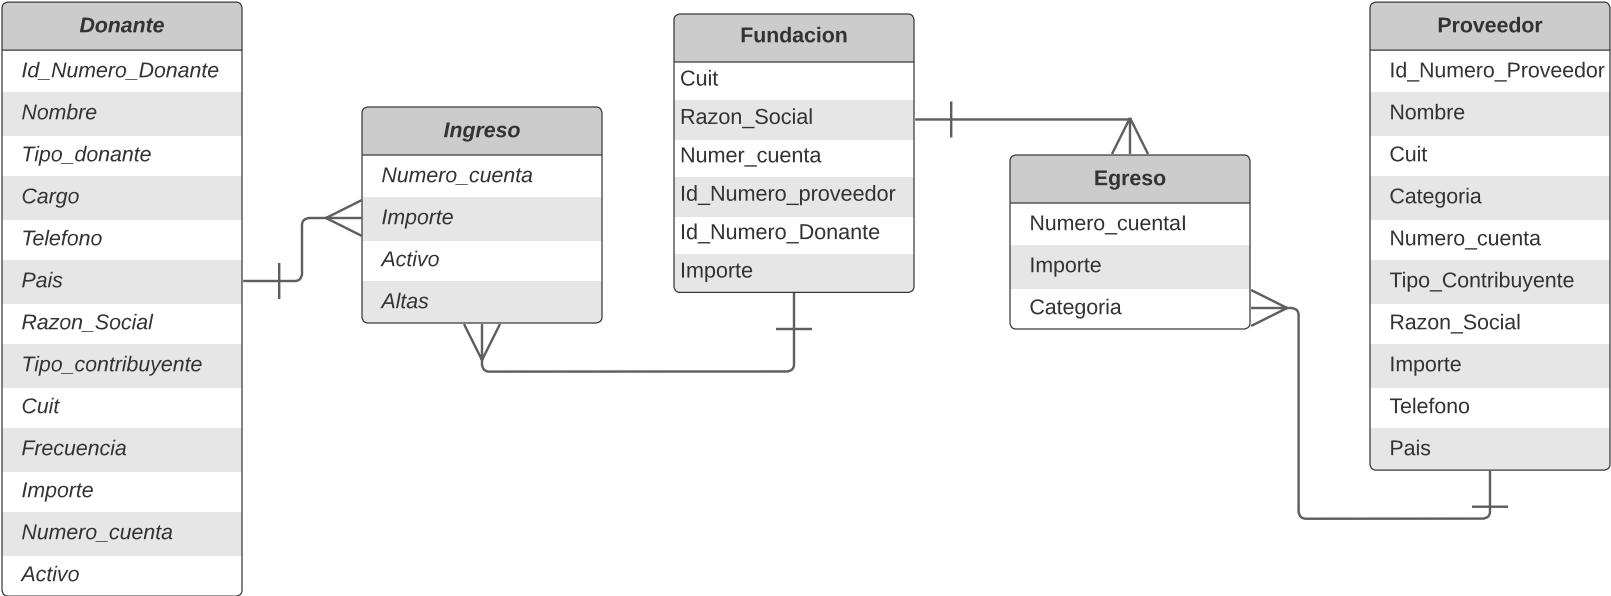 Donante
Id_Numero_Donante
Nombre
Tipo_donante
Cargo
Telefono
Pais
Razon_Social
Tipo_contribuyente
Cuit
Frecuencia
Importe
Numero_cuenta
Activo
Ingreso
Numero_cuenta
Importe
Activo
Altas
Fundacion
Cuit
Razon_Social
Numer_cuenta
Id_Numero_proveedor
Id_Numero_Donante
Importe
Egreso
Numero_cuental
Importe
Categoria
Proveedor
Id_Numero_Proveedor
Nombre
Cuit
Categoria
Numero_cuenta
Tipo_Contribuyente
Razon_Social
Importe
Telefono
Pais